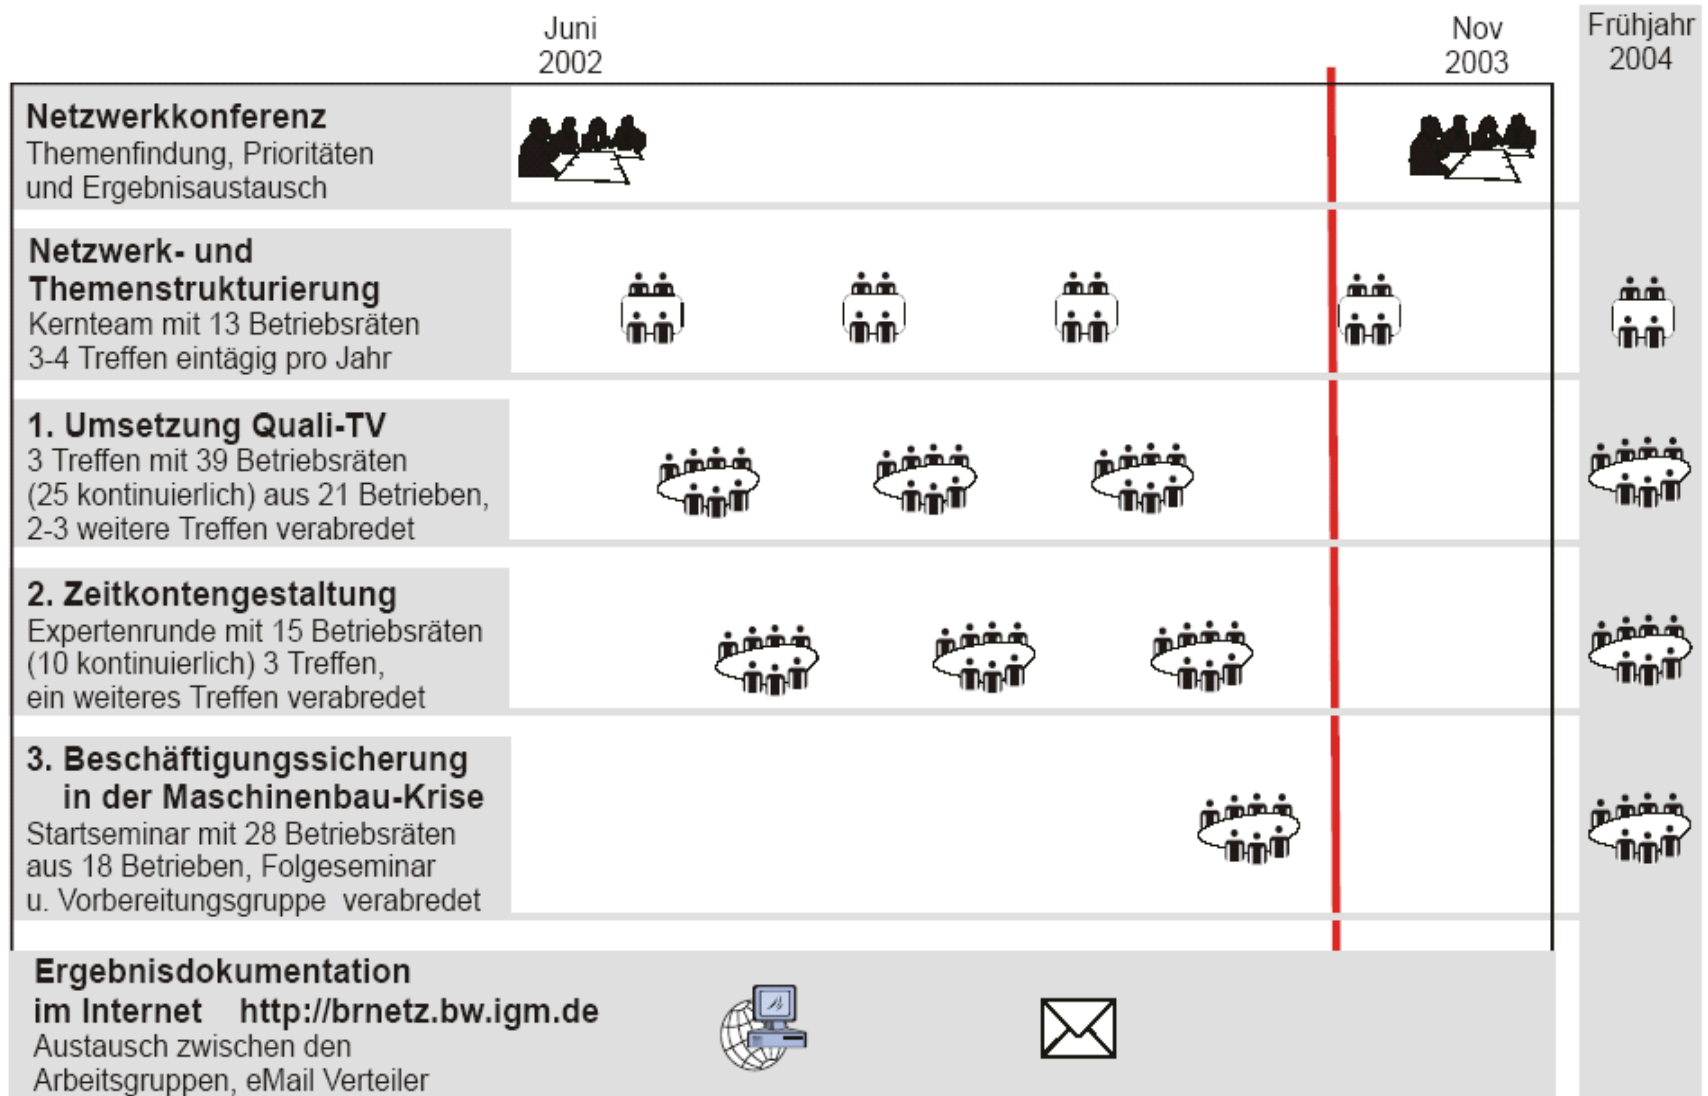 Juni
2002
Nov
2003
Frühjahr
2004
Netzwerkkonferenz
Themenfindung, Prioritäten
und Ergebnisaustausch
Netzwerk- und
Themenstrukturierung
Kernteam mit 13 Betriebsräten
3-4 Treffen eintägig pro Jahr
1. Umsetzung Quali-TV
3 Treffen mit 39 Betriebsräten
(25 kontinuierlich) aus 21 Betrieben,
2-3 weitere Treffen verabredet
2. Zeitkontengestaltung
Expertenrunde mit 15 Betriebsräten
(10 kontinuierlich) 3 Treffen,
ein weiteres Treffen verabredet
3. Beschäftigungssicherung
in der Maschinenbau-Krise
Startseminar mit 28 Betriebsräten
aus 18 Betrieben, Folgeseminar
u. Vorbereitungsgruppe verabredet
Ergebnisdokumentation
im Internet http://brnetz.bw.igm.de
Austausch zwischen den
Arbeitsgruppen, eMail Verteiler